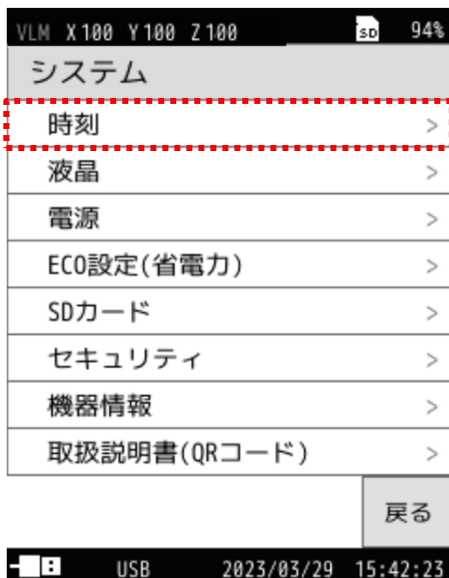 VLM X100 Y100 Z100 SD 94%
システム
時刻 >
液晶 >
電源 >
ECO設定(省電力) >
SDカード >
セキュリティ >
機器情報 >
取扱説明書(QRコード) >
戻る
USB 2023/03/29 15:42:23